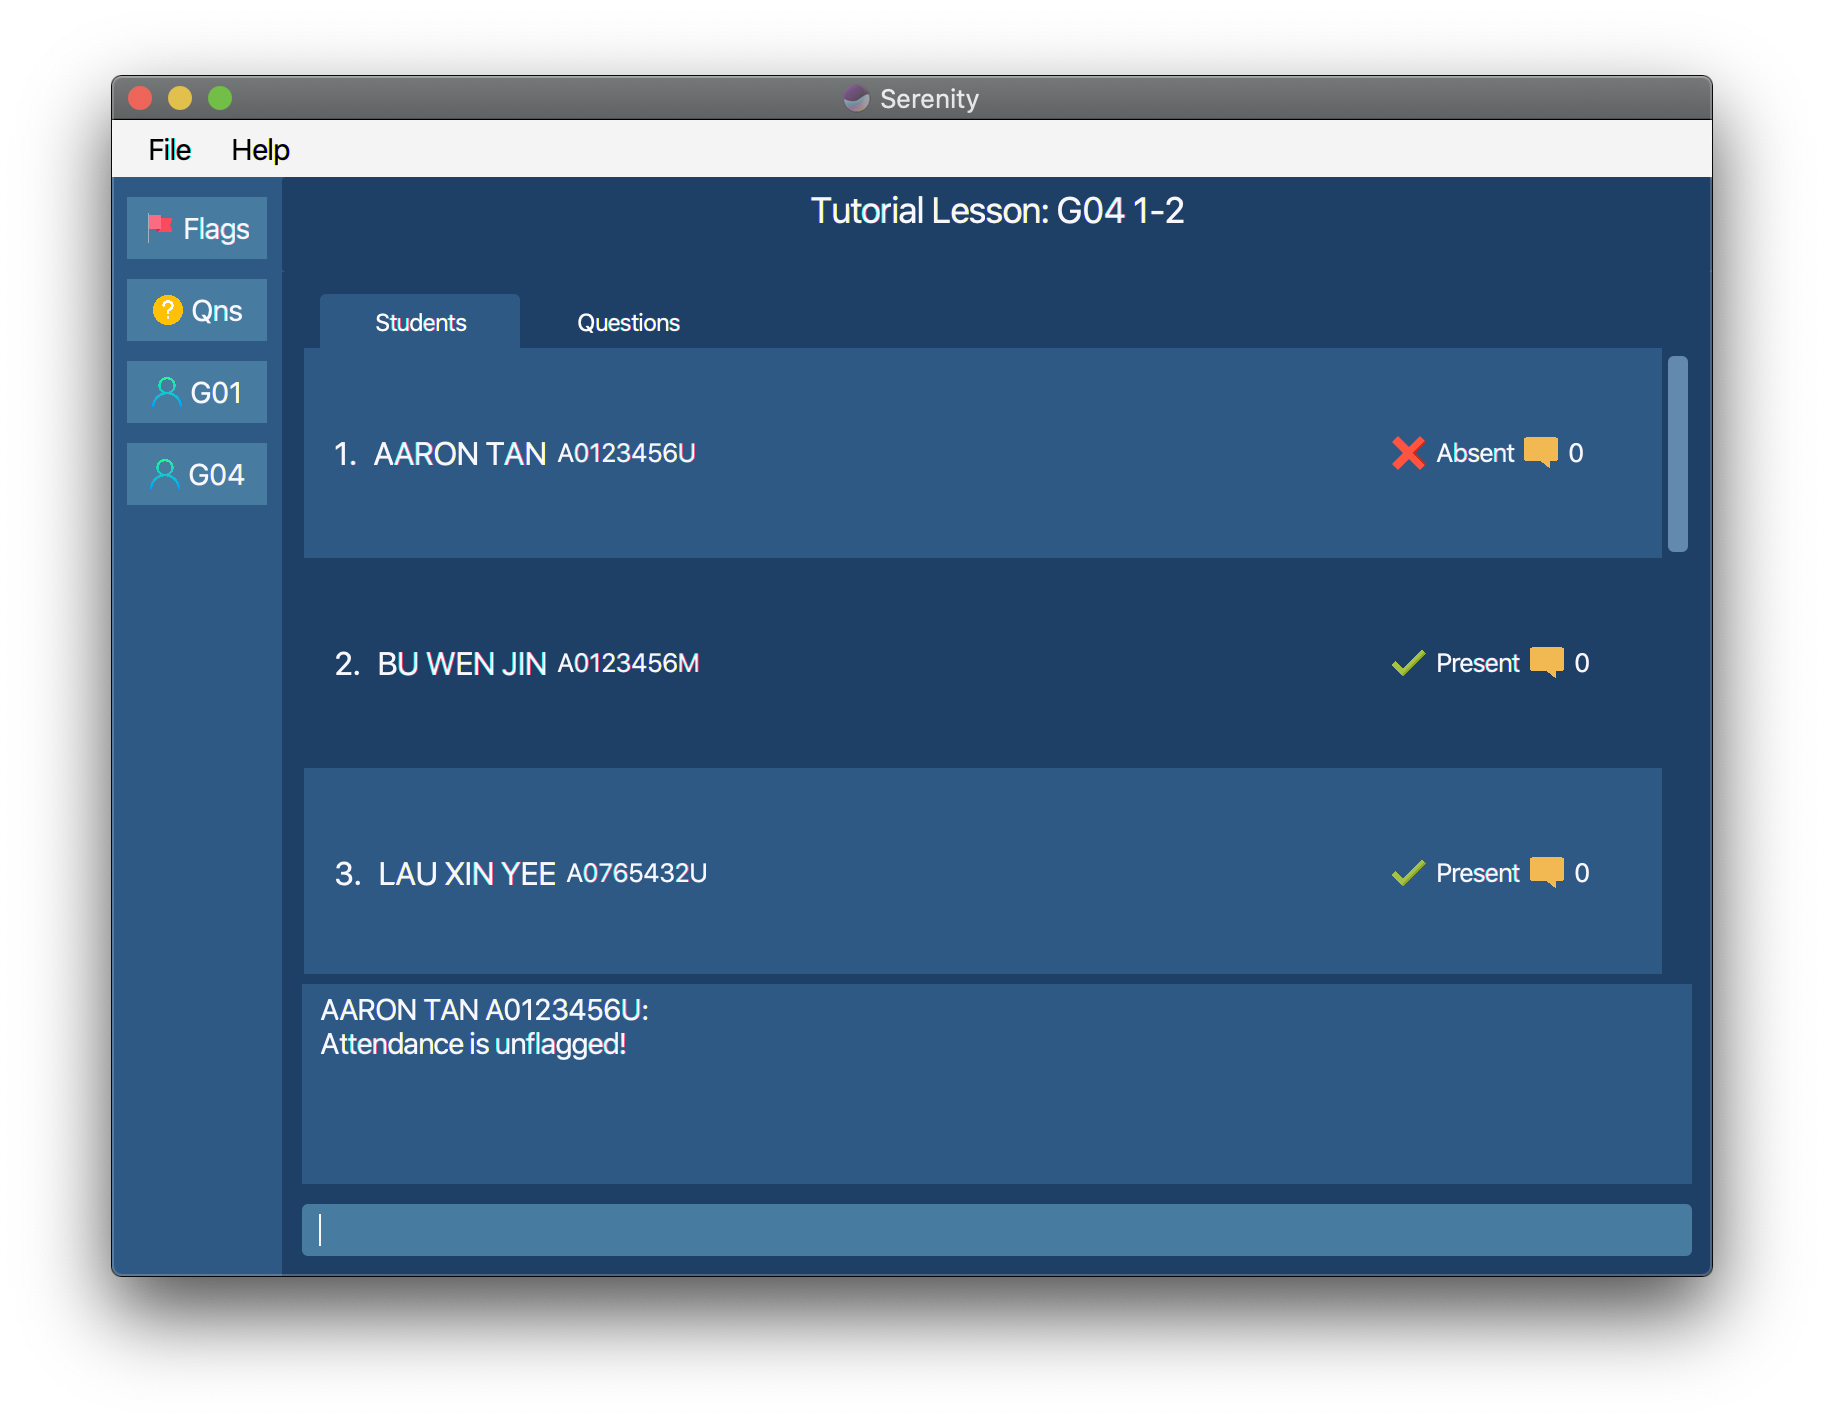 Serenity
File Help
Flags
Qns
G01
G04
Tutorial Lesson: G04 1-2
Students Questions
1. AARON TAN A0123456U Absent 0
2. BU WEN JIN A0123456M Present 0
3. LAU XIN YEE A0765432U Present 0
AARON TAN A0123456U:
Attendance is unflagged!